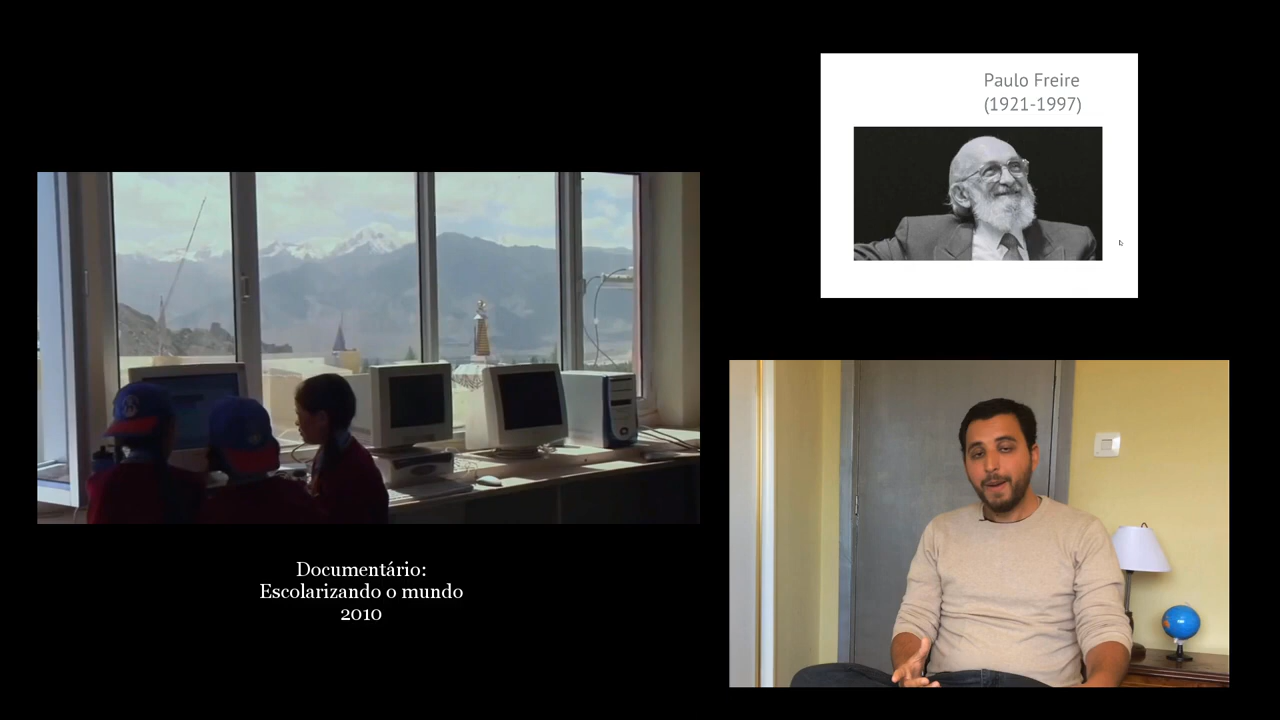 Paulo Freire
(1921-1997)
Documentário:
Escolarizando o mundo
2010